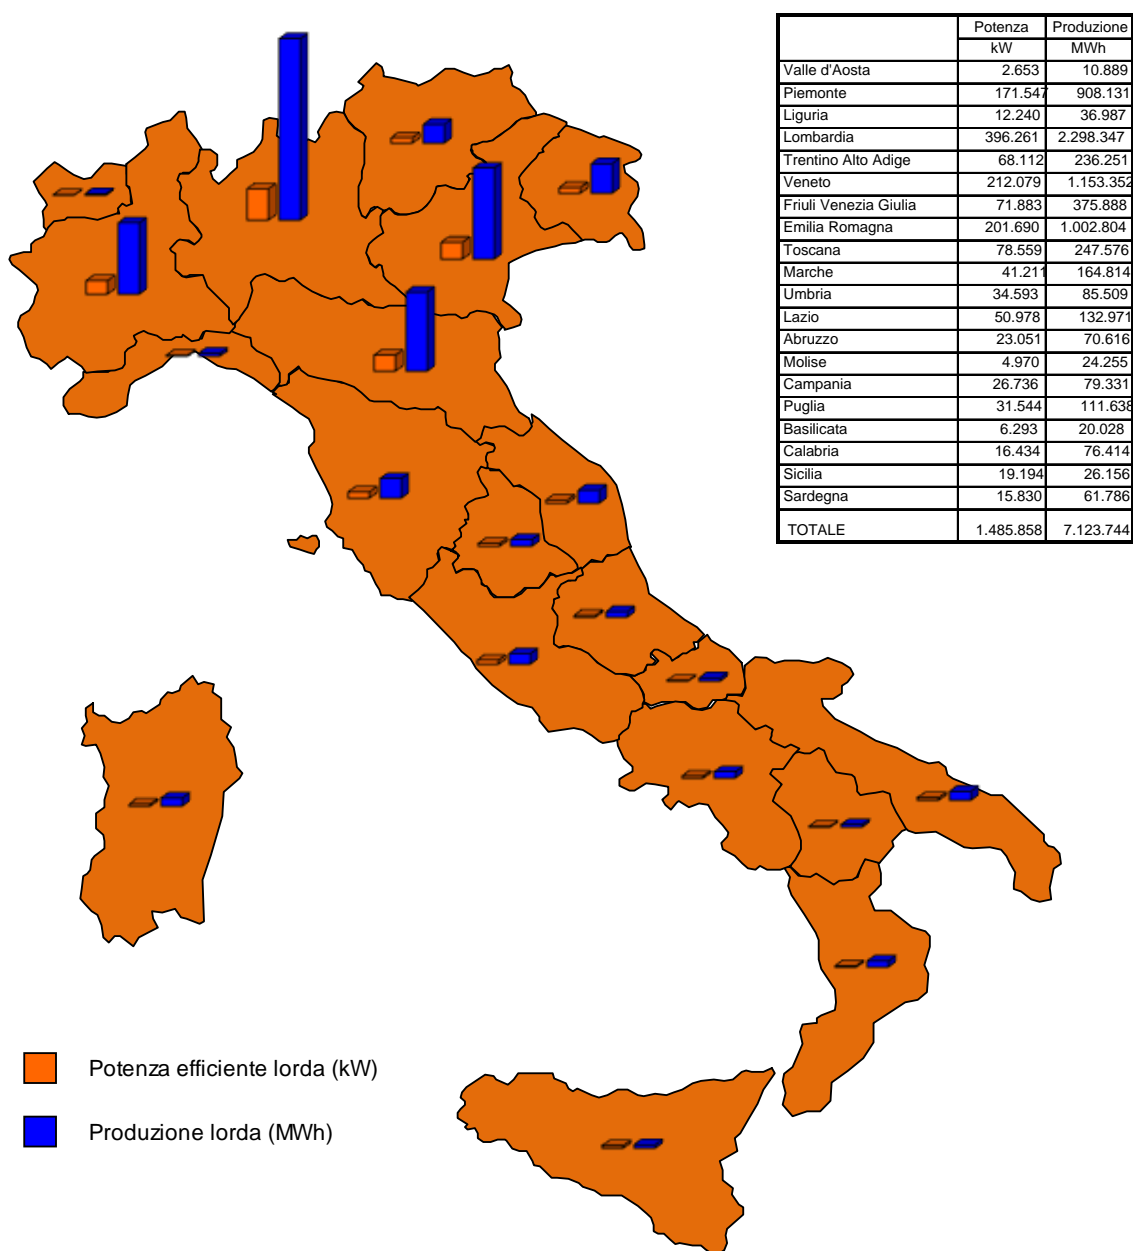 Potenza Produzione
kW MWh
Valle d'Aosta 2.653 10.889
Piemonte 171.547 908.131
Liguria 12.240 36.987
Lombardia 396.261 2.298.347
Trentino Alto Adige 68.112 236.251
Veneto 212.079 1.153.352
Friuli Venezia Giulia 71.883 375.888
Emilia Romagna 201.690 1.002.804
Toscana 78.559 247.576
Marche 41.211 164.814
Umbria 34.593 85.509
Lazio 50.978 132.971
Abruzzo 23.051 70.616
Molise 4.970 24.255
Campania 26.736 79.331
Puglia 31.544 111.638
Basilicata 6.293 20.028
Calabria 16.434 76.414
Sicilia 19.194 26.156
Sardegna 15.830 61.786
TOTALE 1.485.858 7.123.744
Potenza efficiente lorda (kW)
Produzione lorda (MWh)